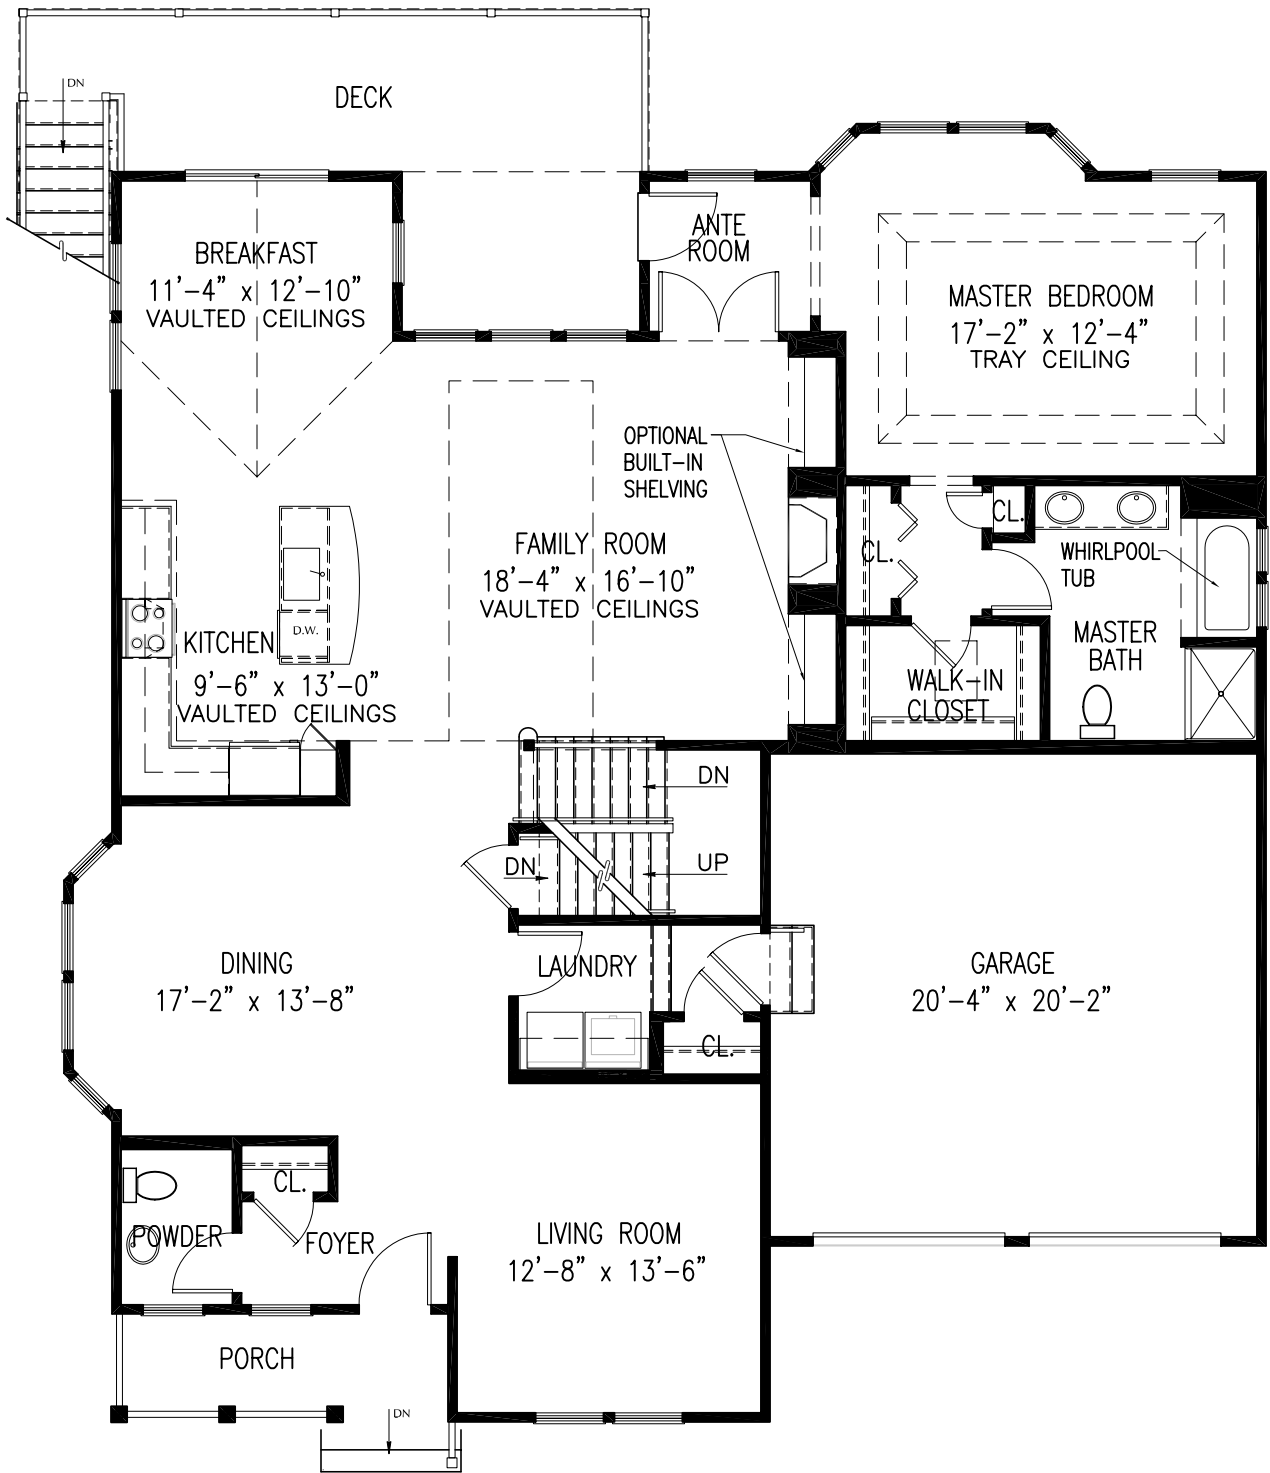 DN
DECK
ANTE
ROOM
BREAKFAST
11'-4" x 12'-10"
VAULTED CEILINGS
MASTER BEDROOM
17'-2" x 12'-4"
TRAY CEILING
OPTIONAL
BUILT-IN
SHELVING
CL.
CL.
FAMILY ROOM
18'-4" x 16'-10"
VAULTED CEILINGS
WHIRLPOOL
TUB
D.W.
KITCHEN
9'-6" x 13'-0"
VAULTED CEILINGS
MASTER
BATH
WALK-IN
CLOSET
DN
UP
DN
DINING
17'-2" x 13'-8"
LAUNDRY
GARAGE
20'-4" x 20'-2"
CL.
CL.
POWDER
FOYER
LIVING ROOM
12'-8" x 13'-6"
PORCH
DN